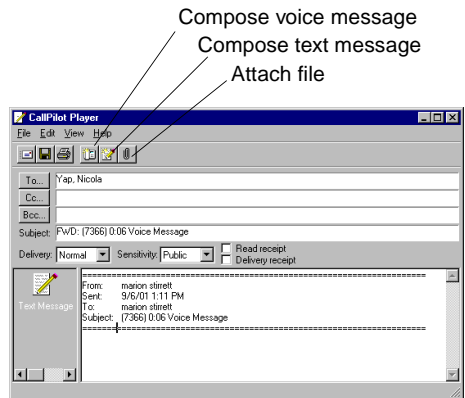 Compose voice message
Compose text message
Attach file
CallPilot Player
File Edit View Help
To... Yap, Nicola
Cc...
Bcc...
Subject: FWD: (7366) 0:06 Voice Message
Delivery: Normal Sensitivity: Public Read receipt
Delivery receipt
Text Message
================================================================
From: marion stirrett
Sent: 9/6/01 1:11 PM
To: marion stirrett
Subject: (7366) 0:06 Voice Message
================================================================